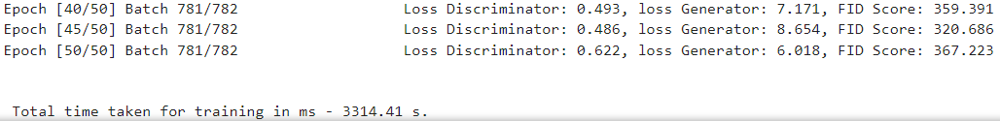 Epoch [40/50] Batch 781/782 Loss Discriminator: 0.493, loss Generator: 7.171, FID Score: 359.391
Epoch [45/50] Batch 781/782 Loss Discriminator: 0.486, loss Generator: 8.654, FID Score: 320.686
Epoch [50/50] Batch 781/782 Loss Discriminator: 0.622, loss Generator: 6.018, FID Score: 367.223
Total time taken for training in ms - 3314.41 s.